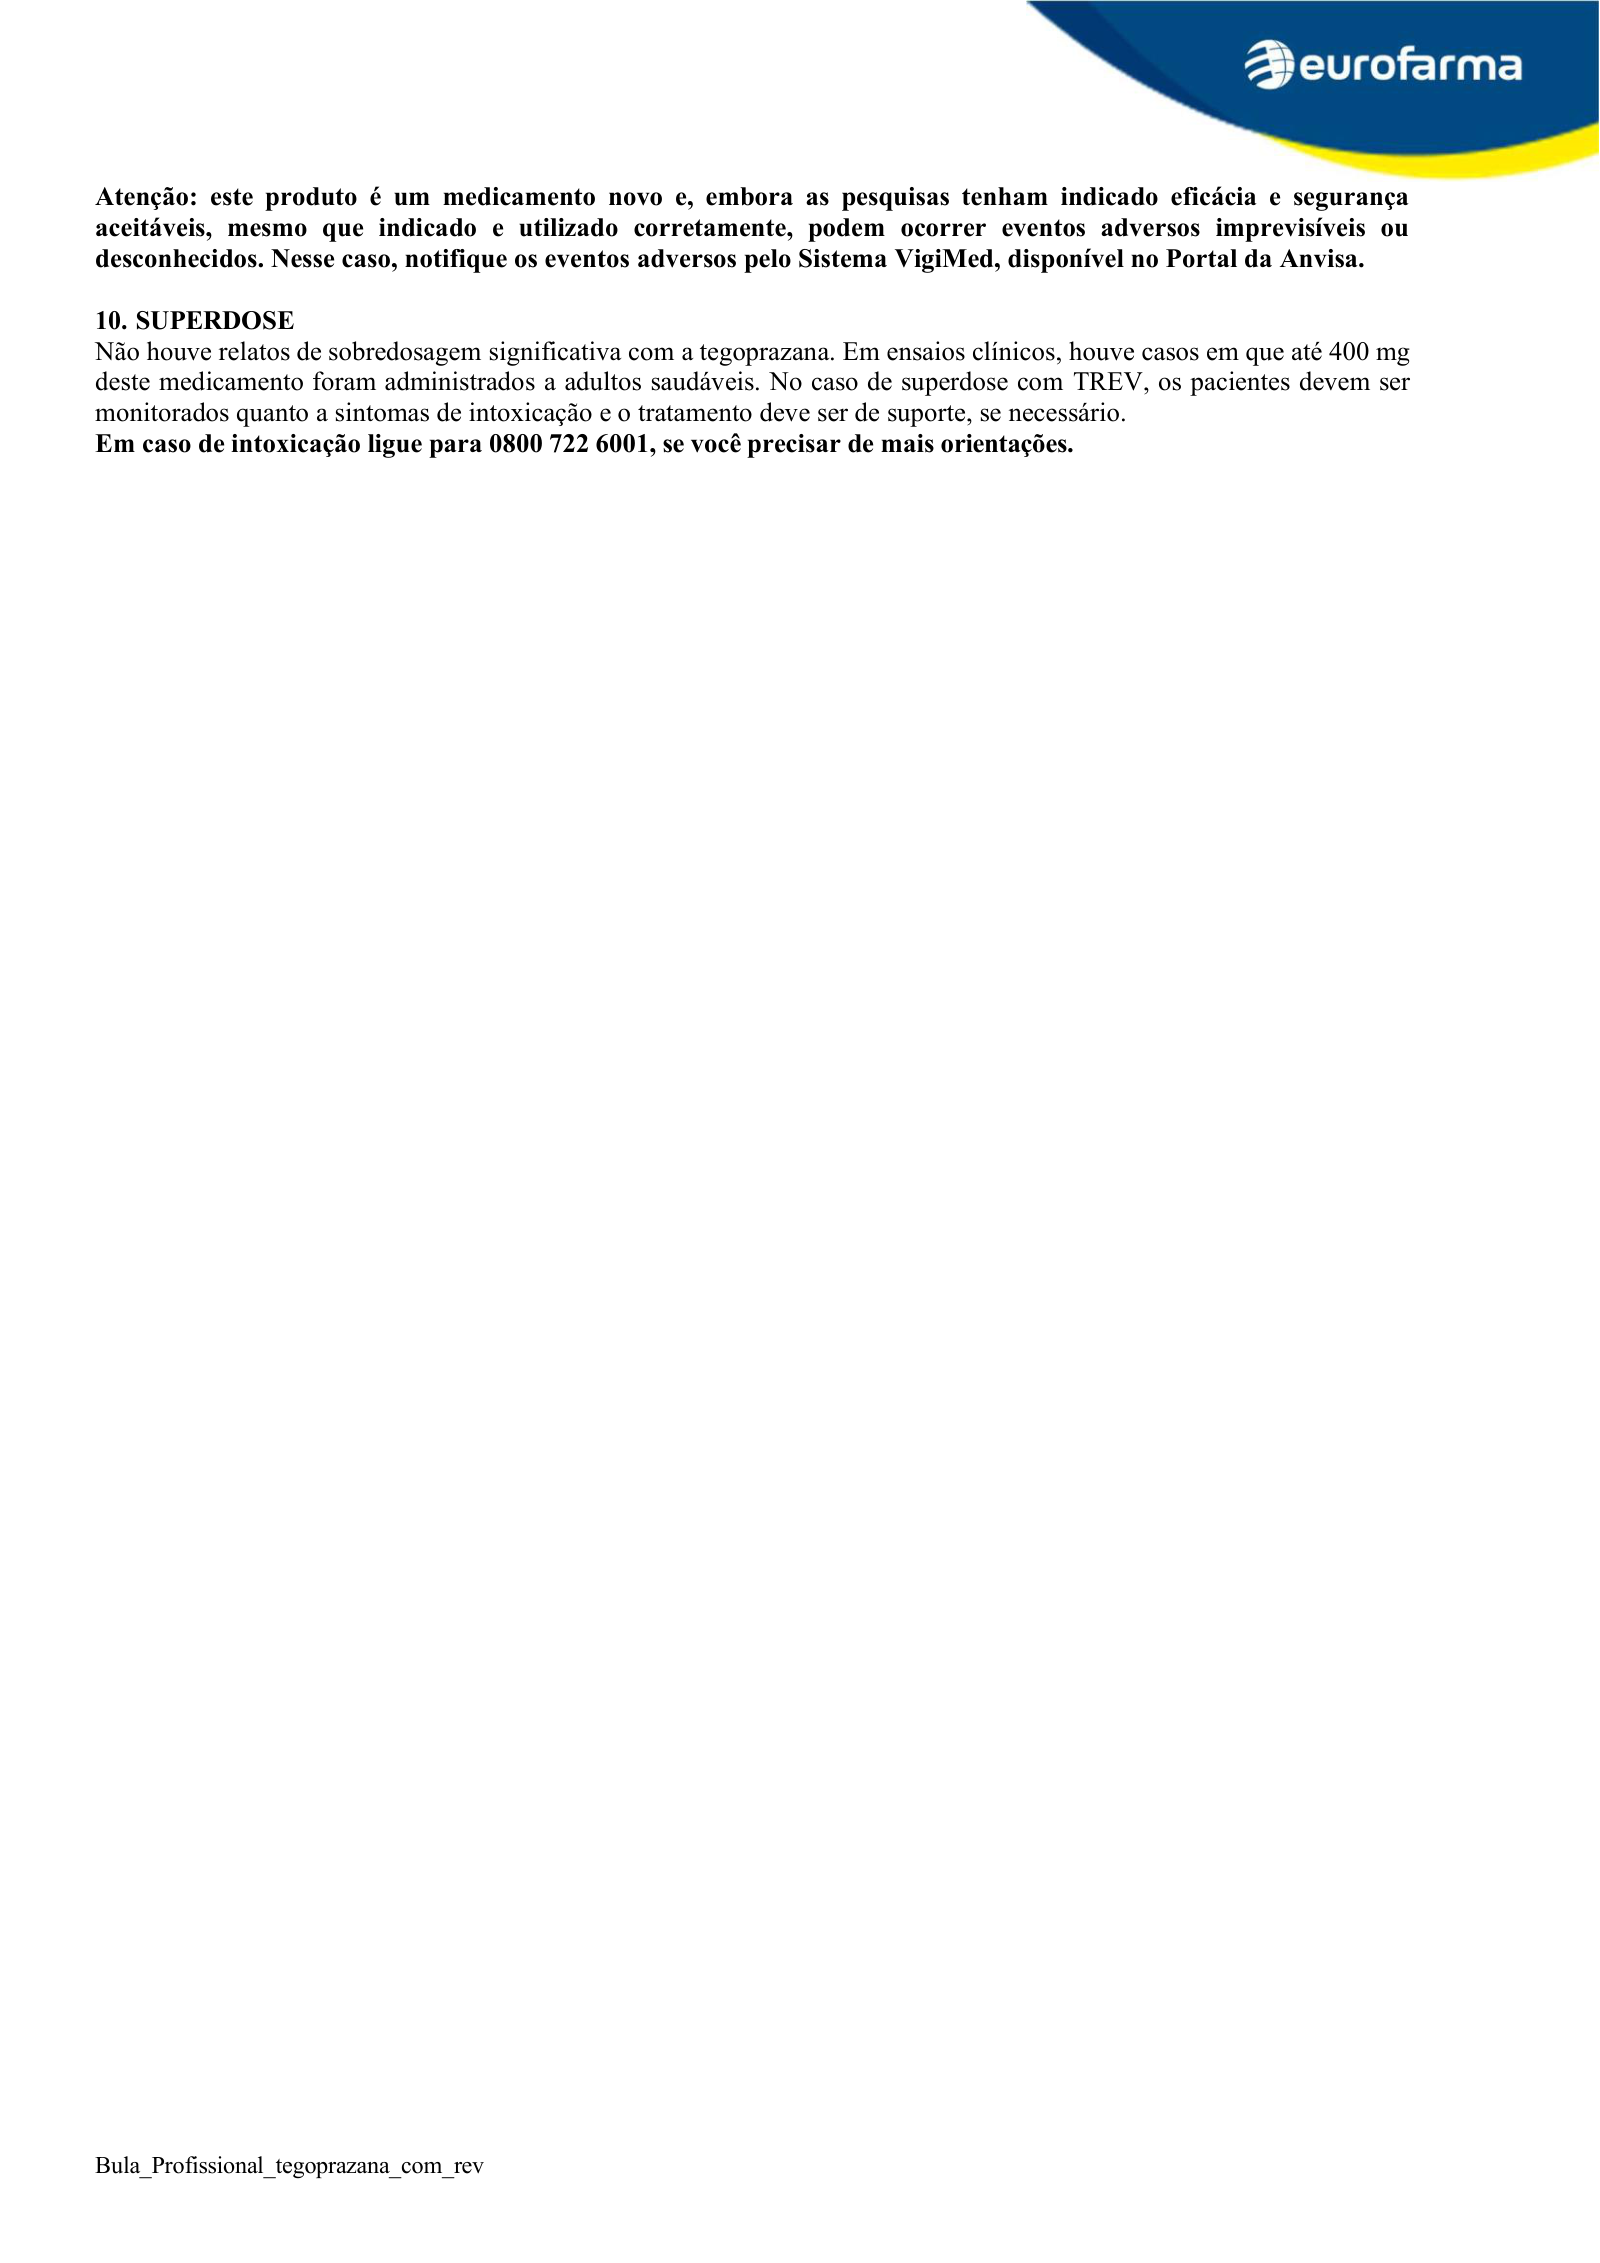 eurofarma
Atenção: este produto é um medicamento novo e, embora as pesquisas tenham indicado eficácia e segurança
aceitáveis, mesmo que indicado e utilizado corretamente, podem ocorrer eventos adversos imprevisíveis ou
desconhecidos. Nesse caso, notifique os eventos adversos pelo Sistema VigiMed, disponível no Portal da Anvisa.
10. SUPERDOSE
Não houve relatos de sobredosagem significativa com a tegoprazana. Em ensaios clínicos, houve casos em que até 400 mg
deste medicamento foram administrados a adultos saudáveis. No caso de superdose com TREV, os pacientes devem ser
monitorados quanto a sintomas de intoxicação e o tratamento deve ser de suporte, se necessário.
Em caso de intoxicação ligue para 0800 722 6001, se você precisar de mais orientações.
Bula_Profissional_tegoprazana_com_rev